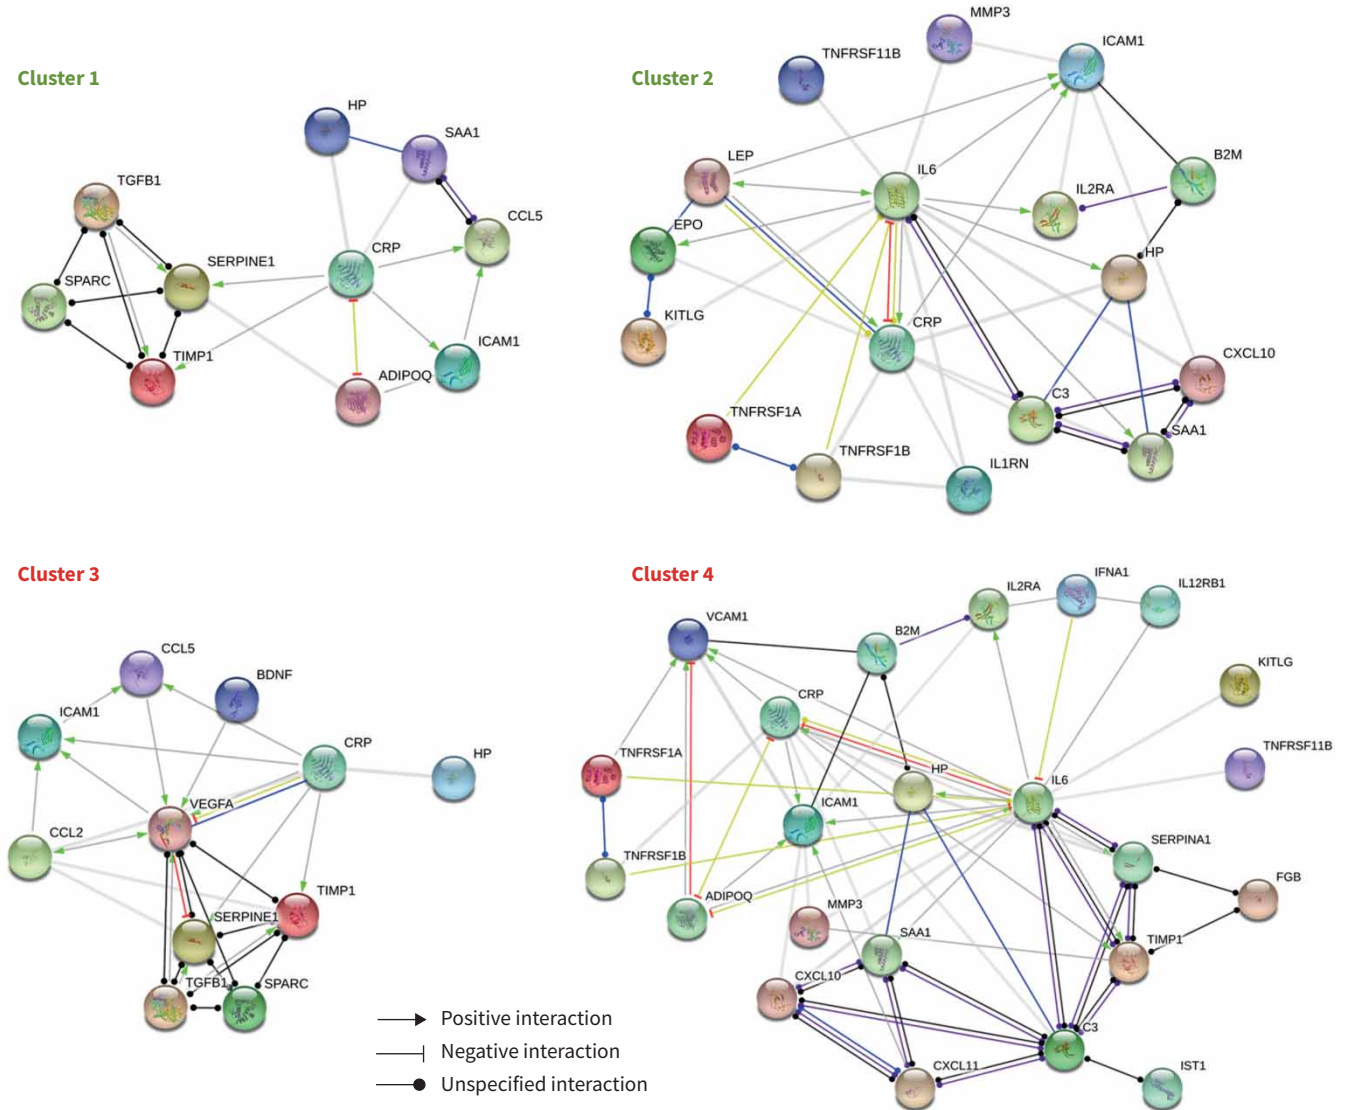 Cluster 1
HP
SAA1
TGFB1
CCL5
CRP
SERPINE1
SPARC
ICAM1
TIMP1
ADIPOQ
Cluster 2
MMP3
ICAM1
TNFRSF11B
B2M
LEP
IL6
IL2RA
EPO
HP
KITLG
CRP
CXCL10
C3
TNFRSF1A
SAA1
TNFRSF1B
IL1RN
Cluster 3
CCL5
BDNF
ICAM1
CRP
HP
VEGFA
CCL2
TIMP1
SERPINE1
TGFB1
SPARC
Positive interaction
Negative interaction
Unspecified interaction
Cluster 4
IFNA1
IL2RA
IL12RB1
VCAM1
B2M
KITLG
CRP
TNFRSF11B
TNFRSF1A
HP
IL6
ICAM1
SERPINA1
TNFRSF1B
FGB
ADIPOQ
MMP3
SAA1
TIMP1
CXCL10
C3
CXCL11
IST1